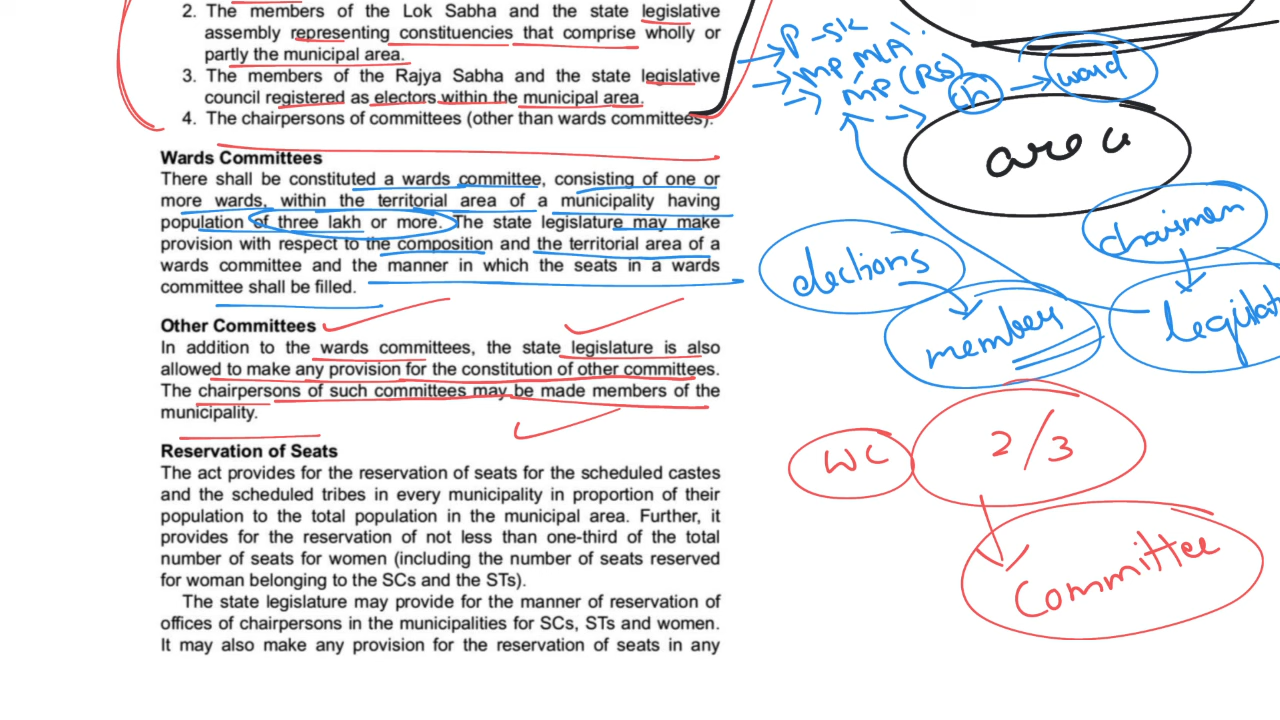 2. The members of the Lok Sabha and the state legislative
assembly representing constituencies that comprise wholly or
partly the municipal area.
3. The members of the Rajya Sabha and the state legislative
council registered as electors within the municipal area.
4. The chairpersons of committees (other than wards committees).
Wards Committees
There shall be constituted a wards committee, consisting of one or
more wards, within the territorial area of a municipality having
population of three lakh or more. The state legislature may make
provision with respect to the composition and the territorial area of a
wards committee and the manner in which the seats in a wards
committee shall be filled.
Other Committees
In addition to the wards committees, the state legislature is also
allowed to make any provision for the constitution of other committees.
The chairpersons of such committees may be made members of the
municipality.
Reservation of Seats
The act provides for the reservation of seats for the scheduled castes
and the scheduled tribes in every municipality in proportion of their
population to the total population in the municipal area. Further, it
provides for the reservation of not less than one-third of the total
number of seats for women (including the number of seats reserved
for woman belonging to the SCs and the STs).
The state legislature may provide for the manner of reservation of
offices of chairpersons in the municipalities for SCs, STs and women.
It may also make any provision for the reservation of seats in any
P - SK
MP MLA
MP (RS)
Ch
ward
area
chairmen
elections
members
WC
2/3
Committee